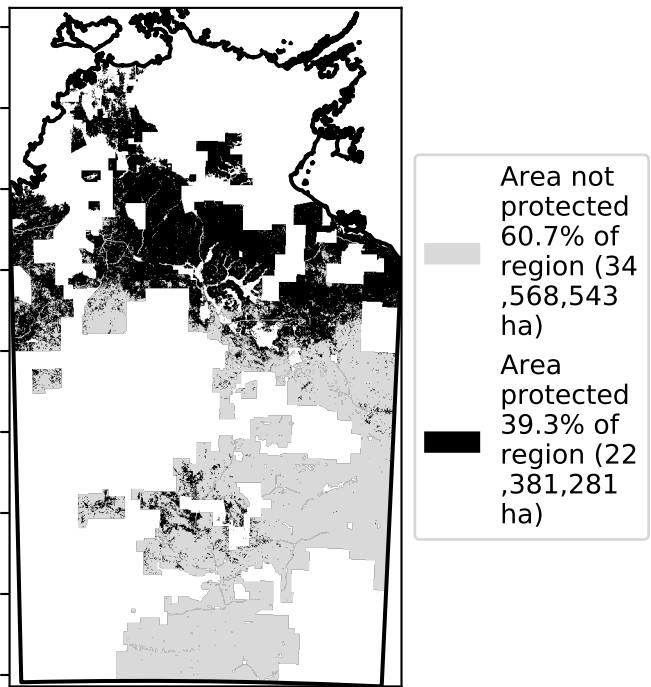 Area not
protected
60.7% of
region (34
,568,543
ha)
Area
protected
39.3% of
region (22
,381,281
ha)